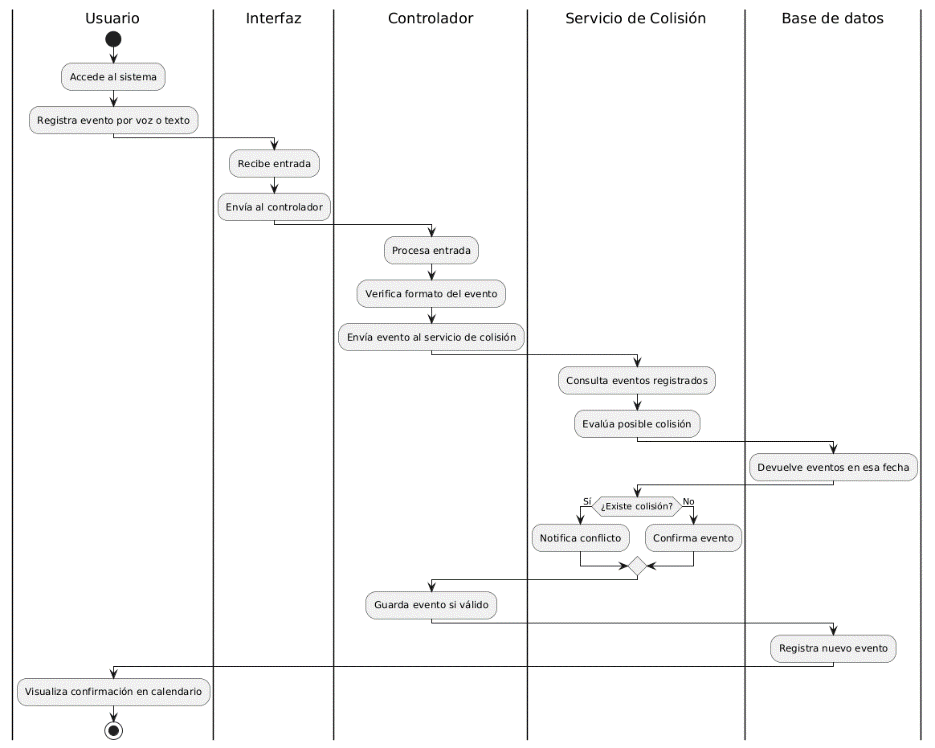 Usuario
Interfaz
Controlador
Servicio de Colisión
Base de datos
Accede al sistema
Registra evento por voz o texto
Recibe entrada
Envía al controlador
Procesa entrada
Verifica formato del evento
Envía evento al servicio de colisión
Consulta eventos registrados
Evalúa posible colisión
Devuelve eventos en esa fecha
Sí
¿Existe colisión?
No
Notifica conflicto
Confirma evento
Guarda evento si válido
Registra nuevo evento
Visualiza confirmación en calendario